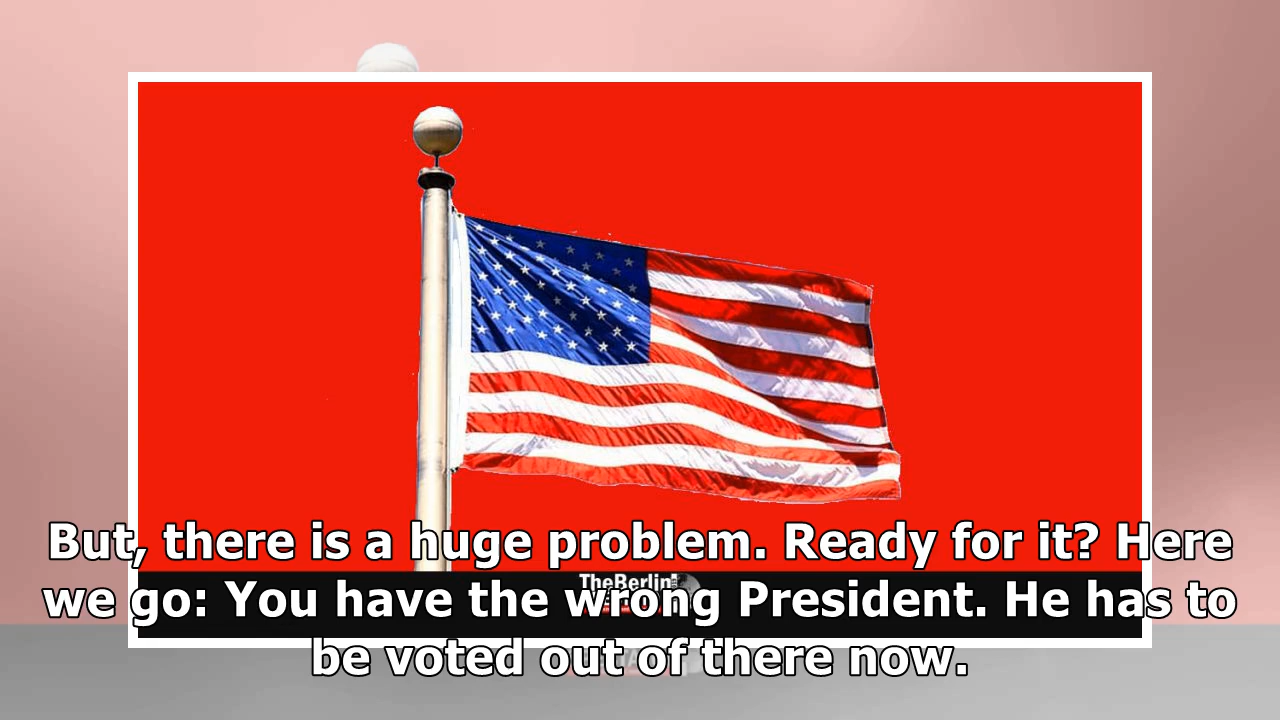 But, there is a huge problem. Ready for it? Here
we go: You have the wrong President. He has to
be voted out of there now.
TheBerlin